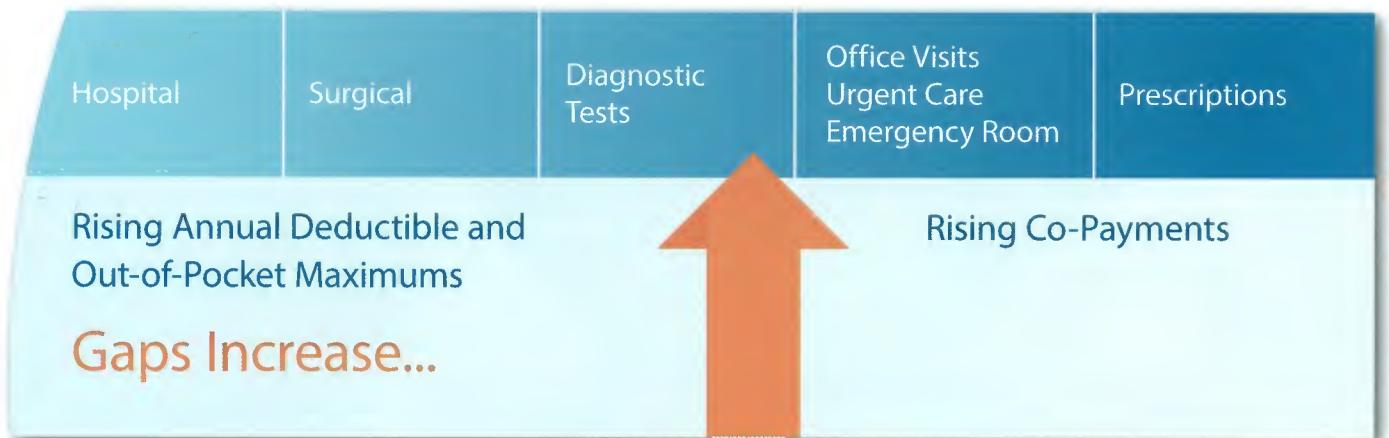 Hospital
Surgical
Diagnostic
Tests
Office Visits
Urgent Care
Emergency Room
Prescriptions
Rising Annual Deductible and
Out-of-Pocket Maximums
Rising Co-Payments
Gaps Increase...